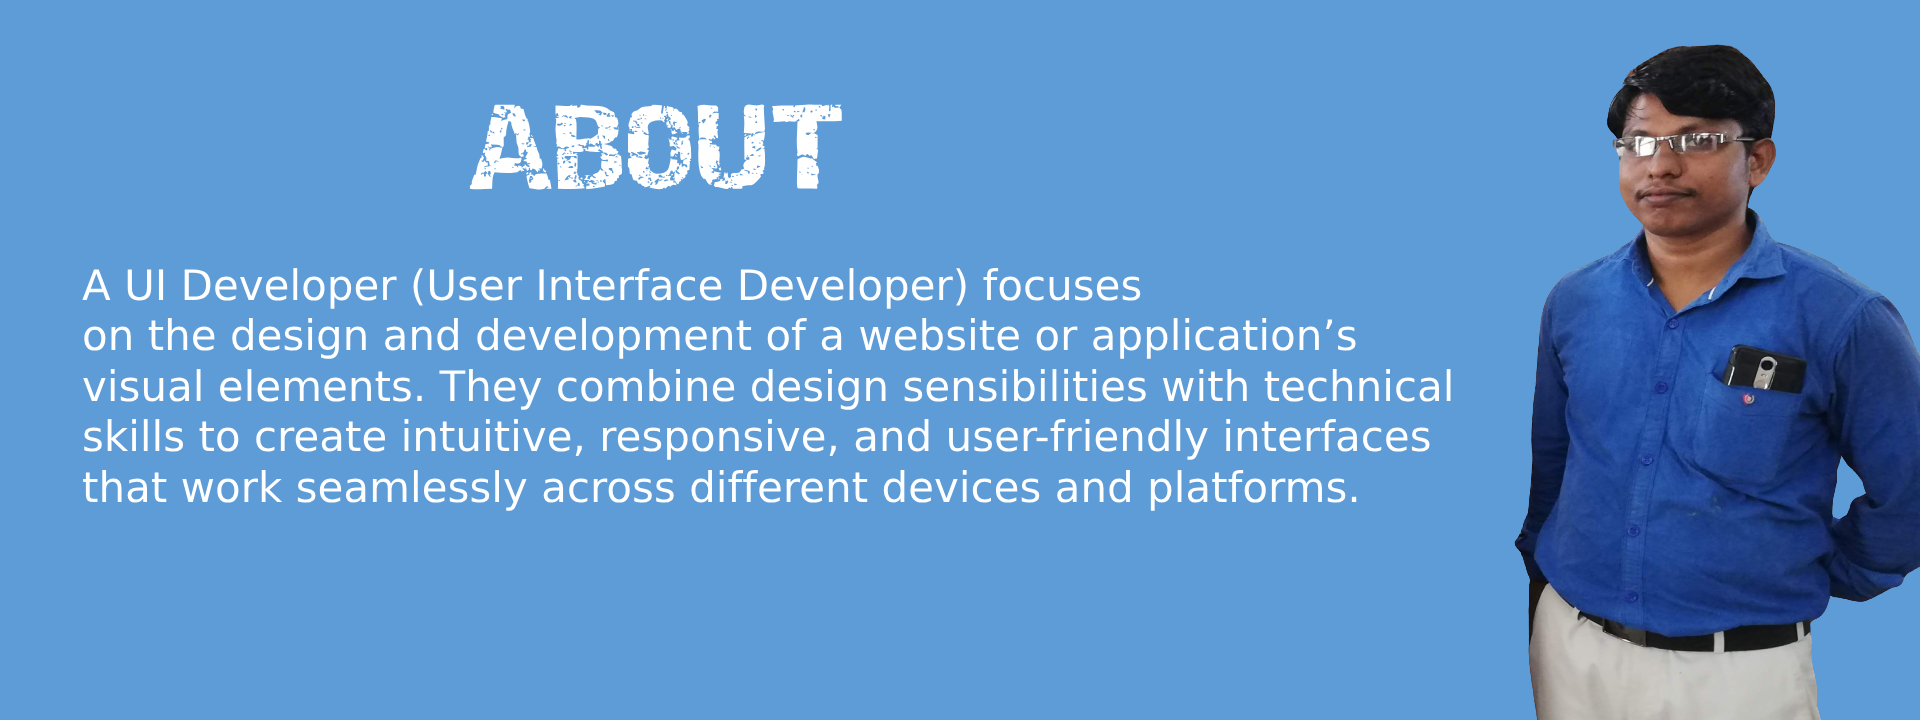 ABOUT
A UI Developer (User Interface Developer) focuses
on the design and development of a website or application’s
visual elements. They combine design sensibilities with technical
skills to create intuitive, responsive, and user-friendly interfaces
that work seamlessly across different devices and platforms.